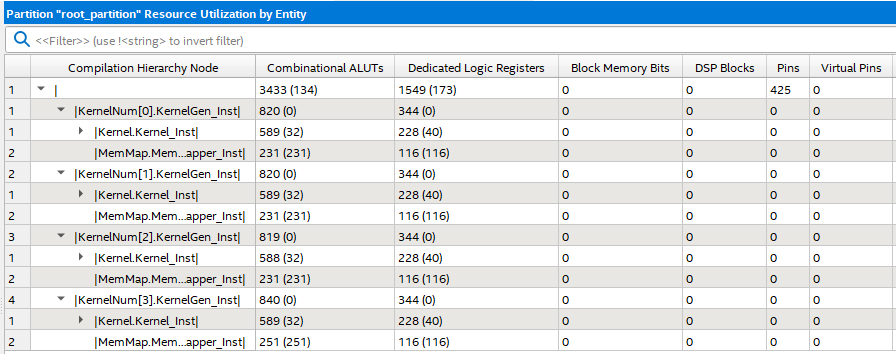 Partition "root_partition" Resource Utilization by Entity
<<Filter>> (use !<string> to invert filter)
Compilation Hierarchy Node Combinational ALUTs Dedicated Logic Registers Block Memory Bits DSP Blocks Pins Virtual Pins
1 | 3433 (134) 1549 (173) 0 0 425 0
1 |KernelNum[0].KernelGen_Inst| 820 (0) 344 (0) 0 0 0 0
1 |Kernel.Kernel_Inst| 589 (32) 228 (40) 0 0 0 0
2 |MemMap.Mem...apper_Inst| 231 (231) 116 (116) 0 0 0 0
2 |KernelNum[1].KernelGen_Inst| 820 (0) 344 (0) 0 0 0 0
1 |Kernel.Kernel_Inst| 589 (32) 228 (40) 0 0 0 0
2 |MemMap.Mem...apper_Inst| 231 (231) 116 (116) 0 0 0 0
3 |KernelNum[2].KernelGen_Inst| 819 (0) 344 (0) 0 0 0 0
1 |Kernel.Kernel_Inst| 588 (32) 228 (40) 0 0 0 0
2 |MemMap.Mem...apper_Inst| 231 (231) 116 (116) 0 0 0 0
4 |KernelNum[3].KernelGen_Inst| 840 (0) 344 (0) 0 0 0 0
1 |Kernel.Kernel_Inst| 589 (32) 228 (40) 0 0 0 0
2 |MemMap.Mem...apper_Inst| 251 (251) 116 (116) 0 0 0 0